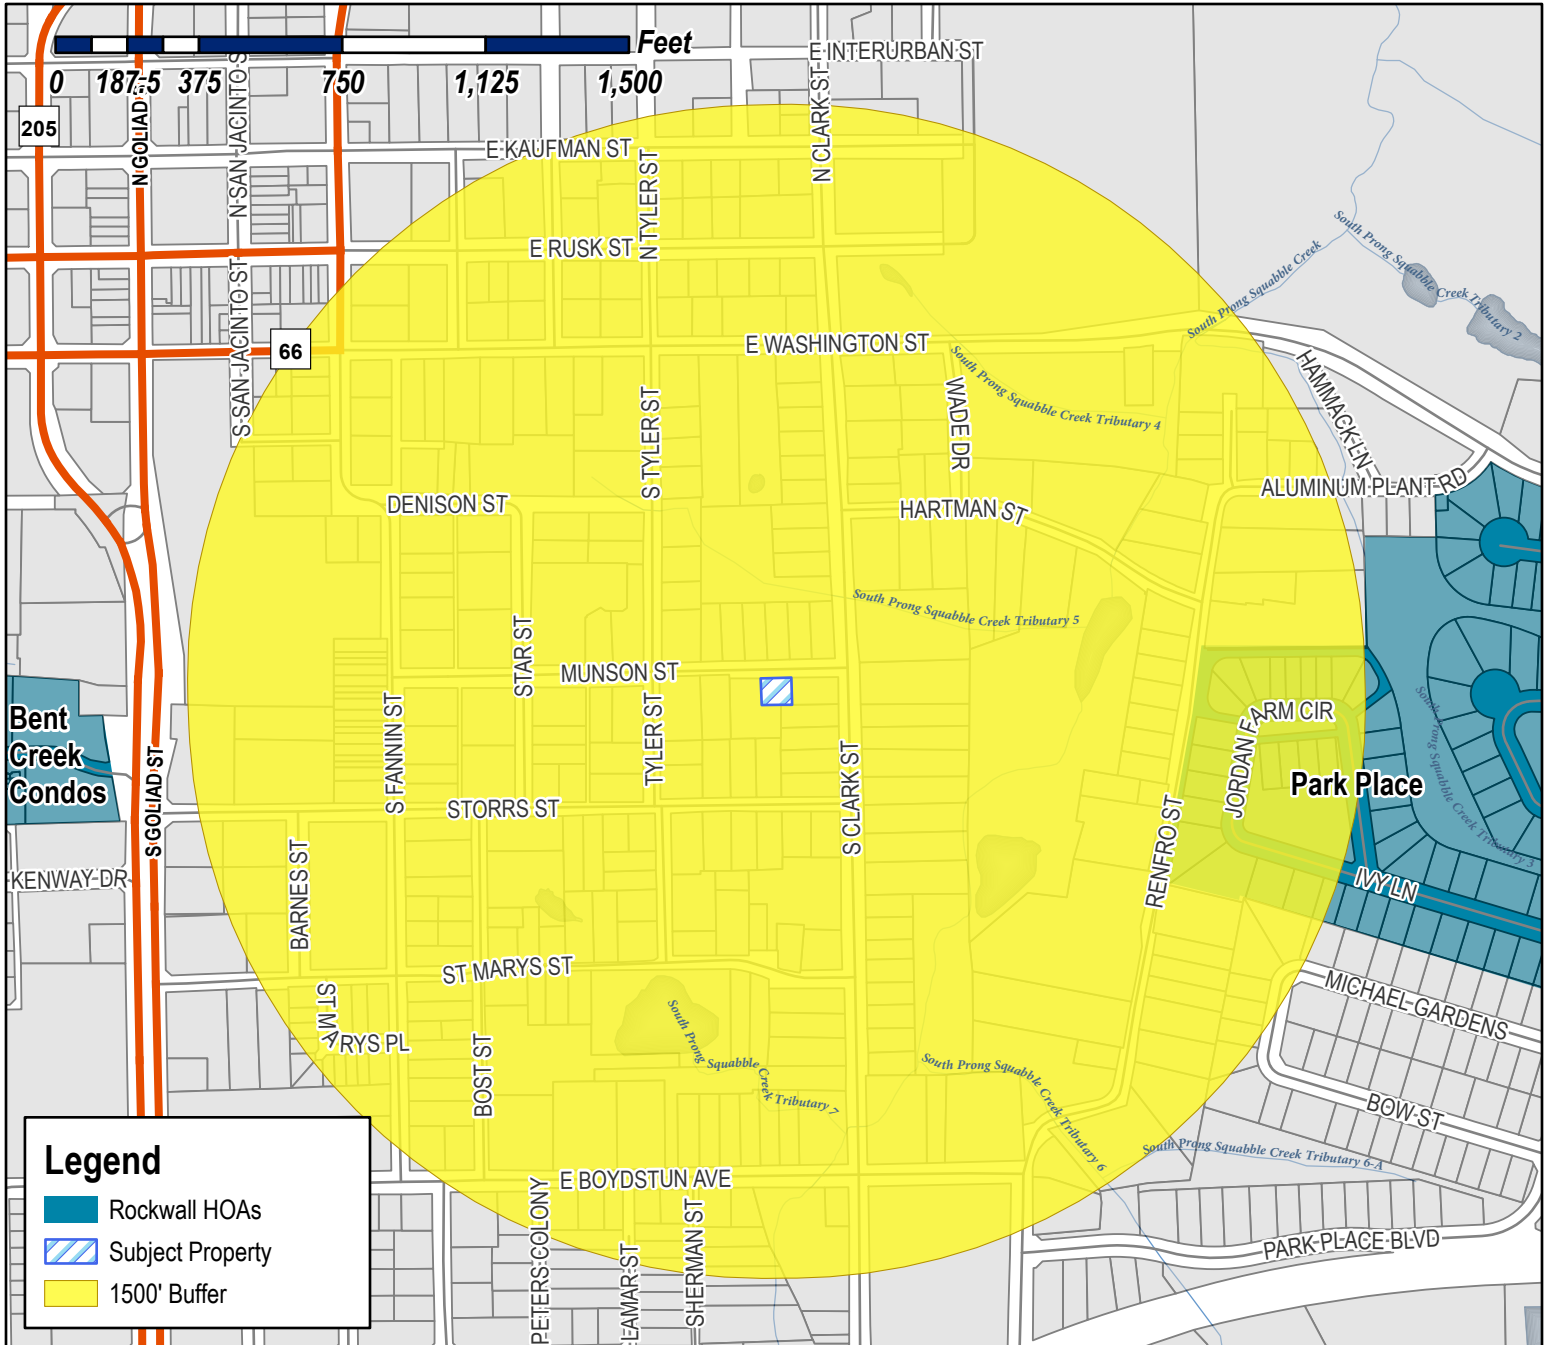 Feet
0 187.5 375 750 1,125 1,500
E INTERURBAN ST
205
N GOLIAD
N SAN JACINTO ST
N CLARK ST
E KAUFMAN ST
N TYLER ST
E RUSK ST
South Prong Squabble Creek
South Prong Squabble Creek Tributary 2
S SAN JACINTO ST
66
E WASHINGTON ST
HAMMACK LN
South Prong Squabble Creek Tributary 4
WADE DR
S TYLER ST
ALUMINUM PLANT RD
DENISON ST
HARTMAN ST
South Prong Squabble Creek Tributary 5
STAR ST
MUNSON ST
Bent
Creek
Condos
S GOLIAD ST
S FANNIN ST
TYLER ST
S CLARK ST
JORDAN FARM CIR
Park Place
South Prong Squabble Creek Tributary 3
STORRS ST
RENFRO ST
KENWAY DR
BARNES ST
IVY LN
ST MARYS ST
ST MARYS PL
MICHAEL GARDENS
South Prong Squabble Creek Tributary 7
BOST ST
South Prong Squabble Creek Tributary 6
BOW ST
South Prong Squabble Creek Tributary 6-A
E BOYDSTUN AVE
PETERS COLONY
LAMAR ST
SHERMAN ST
PARK PLACE BLVD
Legend
Rockwall HOAs
Subject Property
1500' Buffer